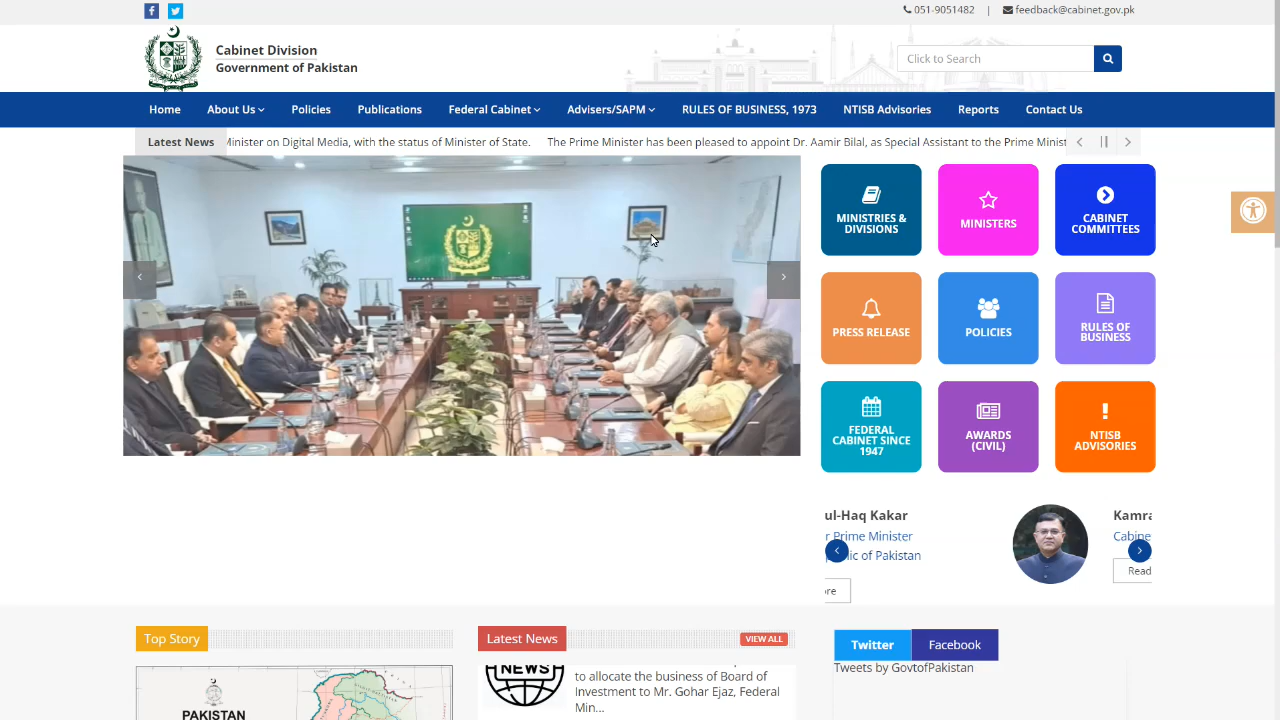 051-9051482 | feedback@cabinet.gov.pk
Cabinet Division
Government of Pakistan
Click to Search
Home About Us Policies Publications Federal Cabinet Advisers/SAPM RULES OF BUSINESS, 1973 NTISB Advisories Reports Contact Us
Latest News Minister on Digital Media, with the status of Minister of State. The Prime Minister has been pleased to appoint Dr. Aamir Bilal, as Special Assistant to the Prime Minist
MINISTRIES &
DIVISIONS
MINISTERS
CABINET
COMMITTEES
PRESS RELEASE
POLICIES
RULES OF
BUSINESS
FEDERAL
CABINET SINCE
1947
AWARDS
(CIVIL)
NTISB
ADVISORIES
ul-Haq Kakar
r Prime Minister
lic of Pakistan
ore
Kamra
Cabine
Read
Top Story
PAKISTAN
Latest News VIEW ALL
NEWS
to allocate the business of Board of
Investment to Mr. Gohar Ejaz, Federal
Min...
Twitter Facebook
Tweets by GovtofPakistan